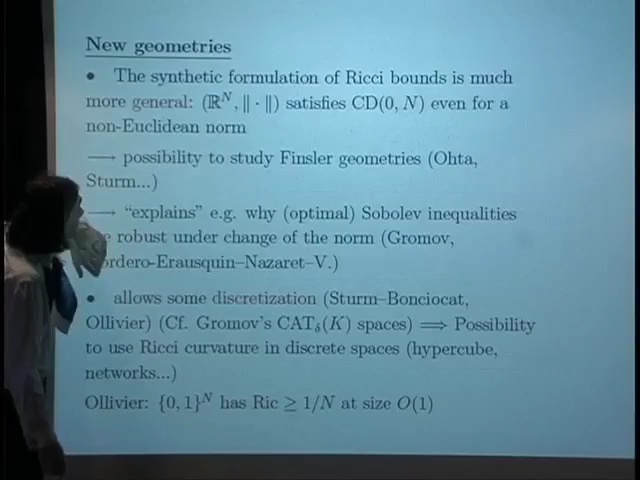 New geometries
• The synthetic formulation of Ricci bounds is much
more general: (ℝ^N, ‖·‖) satisfies CD(0, N) even for a
non-Euclidean norm
⟶ possibility to study Finsler geometries (Ohta,
Sturm...)
⟶ “explains” e.g. why (optimal) Sobolev inequalities
robust under change of the norm (Gromov,
rdero-Erausquin–Nazaret–V.)
• allows some discretization (Sturm–Bonciocat,
Ollivier) (Cf. Gromov's CAT_δ(K) spaces) ⟹ Possibility
to use Ricci curvature in discrete spaces (hypercube,
networks...)
Ollivier: {0, 1}^N has Ric ≥ 1/N at size O(1)